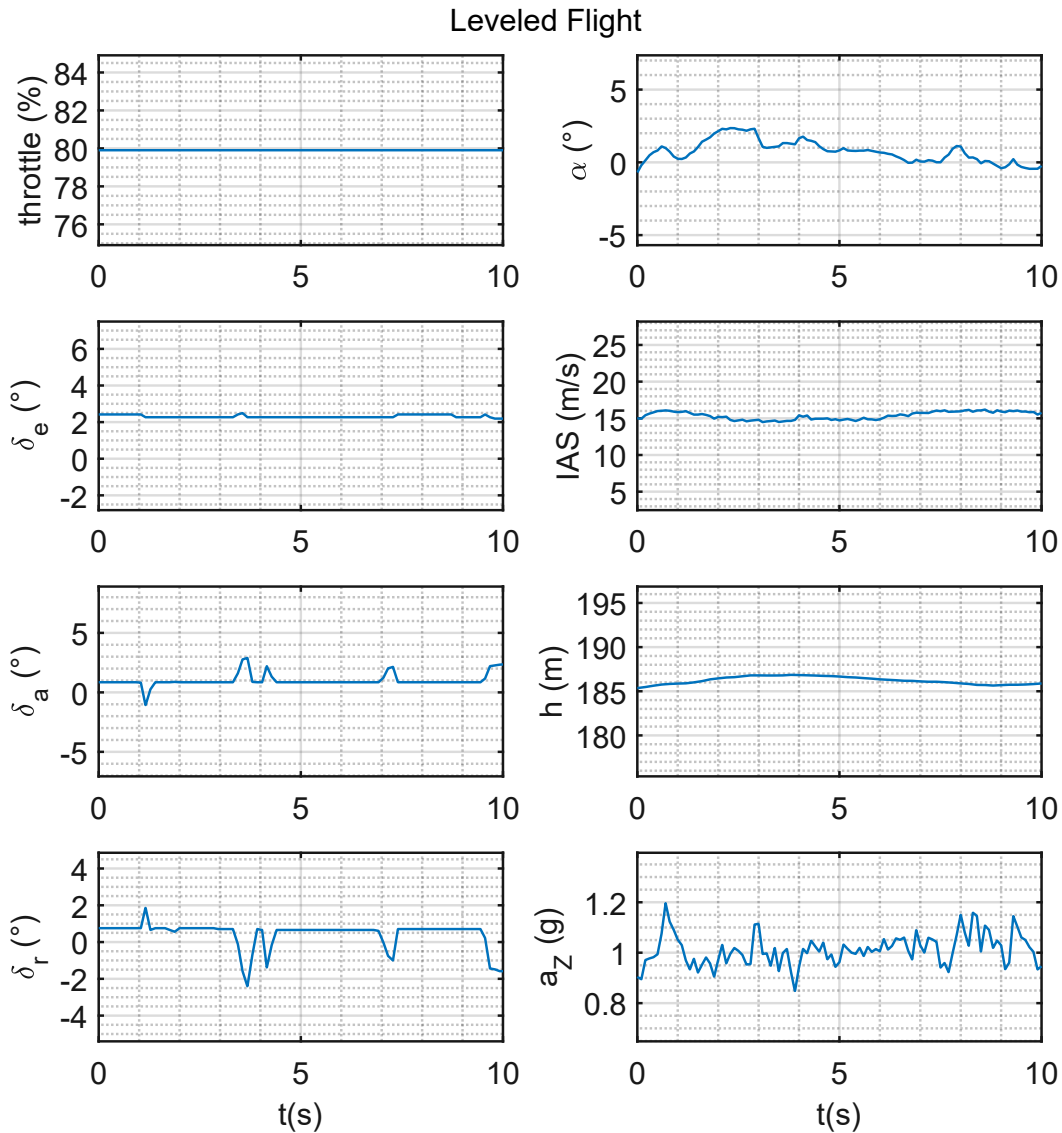 Leveled Flight
throttle (%)
84
82
80
78
76
0 5 10
α (°)
5
0
-5
0 5 10
δe (°)
6
4
2
0
-2
0 5 10
IAS (m/s)
25
20
15
10
5
0 5 10
δa (°)
5
0
-5
0 5 10
h (m)
195
190
185
180
0 5 10
δr (°)
4
2
0
-2
-4
0 5 10
t(s)
aZ (g)
1.2
1
0.8
0 5 10
t(s)